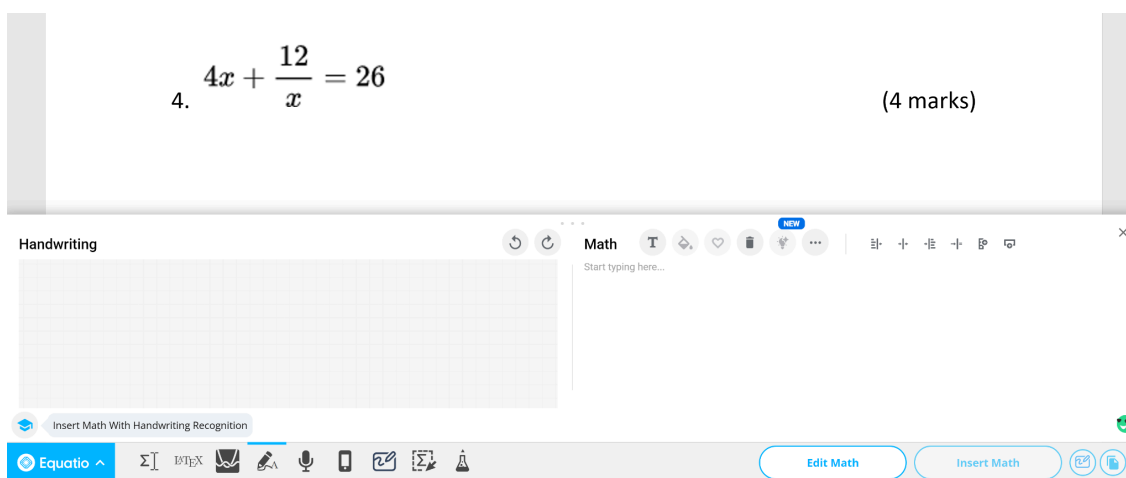 4. 4x + 12/x = 26 (4 marks)
NEW
Handwriting
Math T
Start typing here...
Insert Math With Handwriting Recognition
Equatio
Σ LATEX Σ
Edit Math
Insert Math